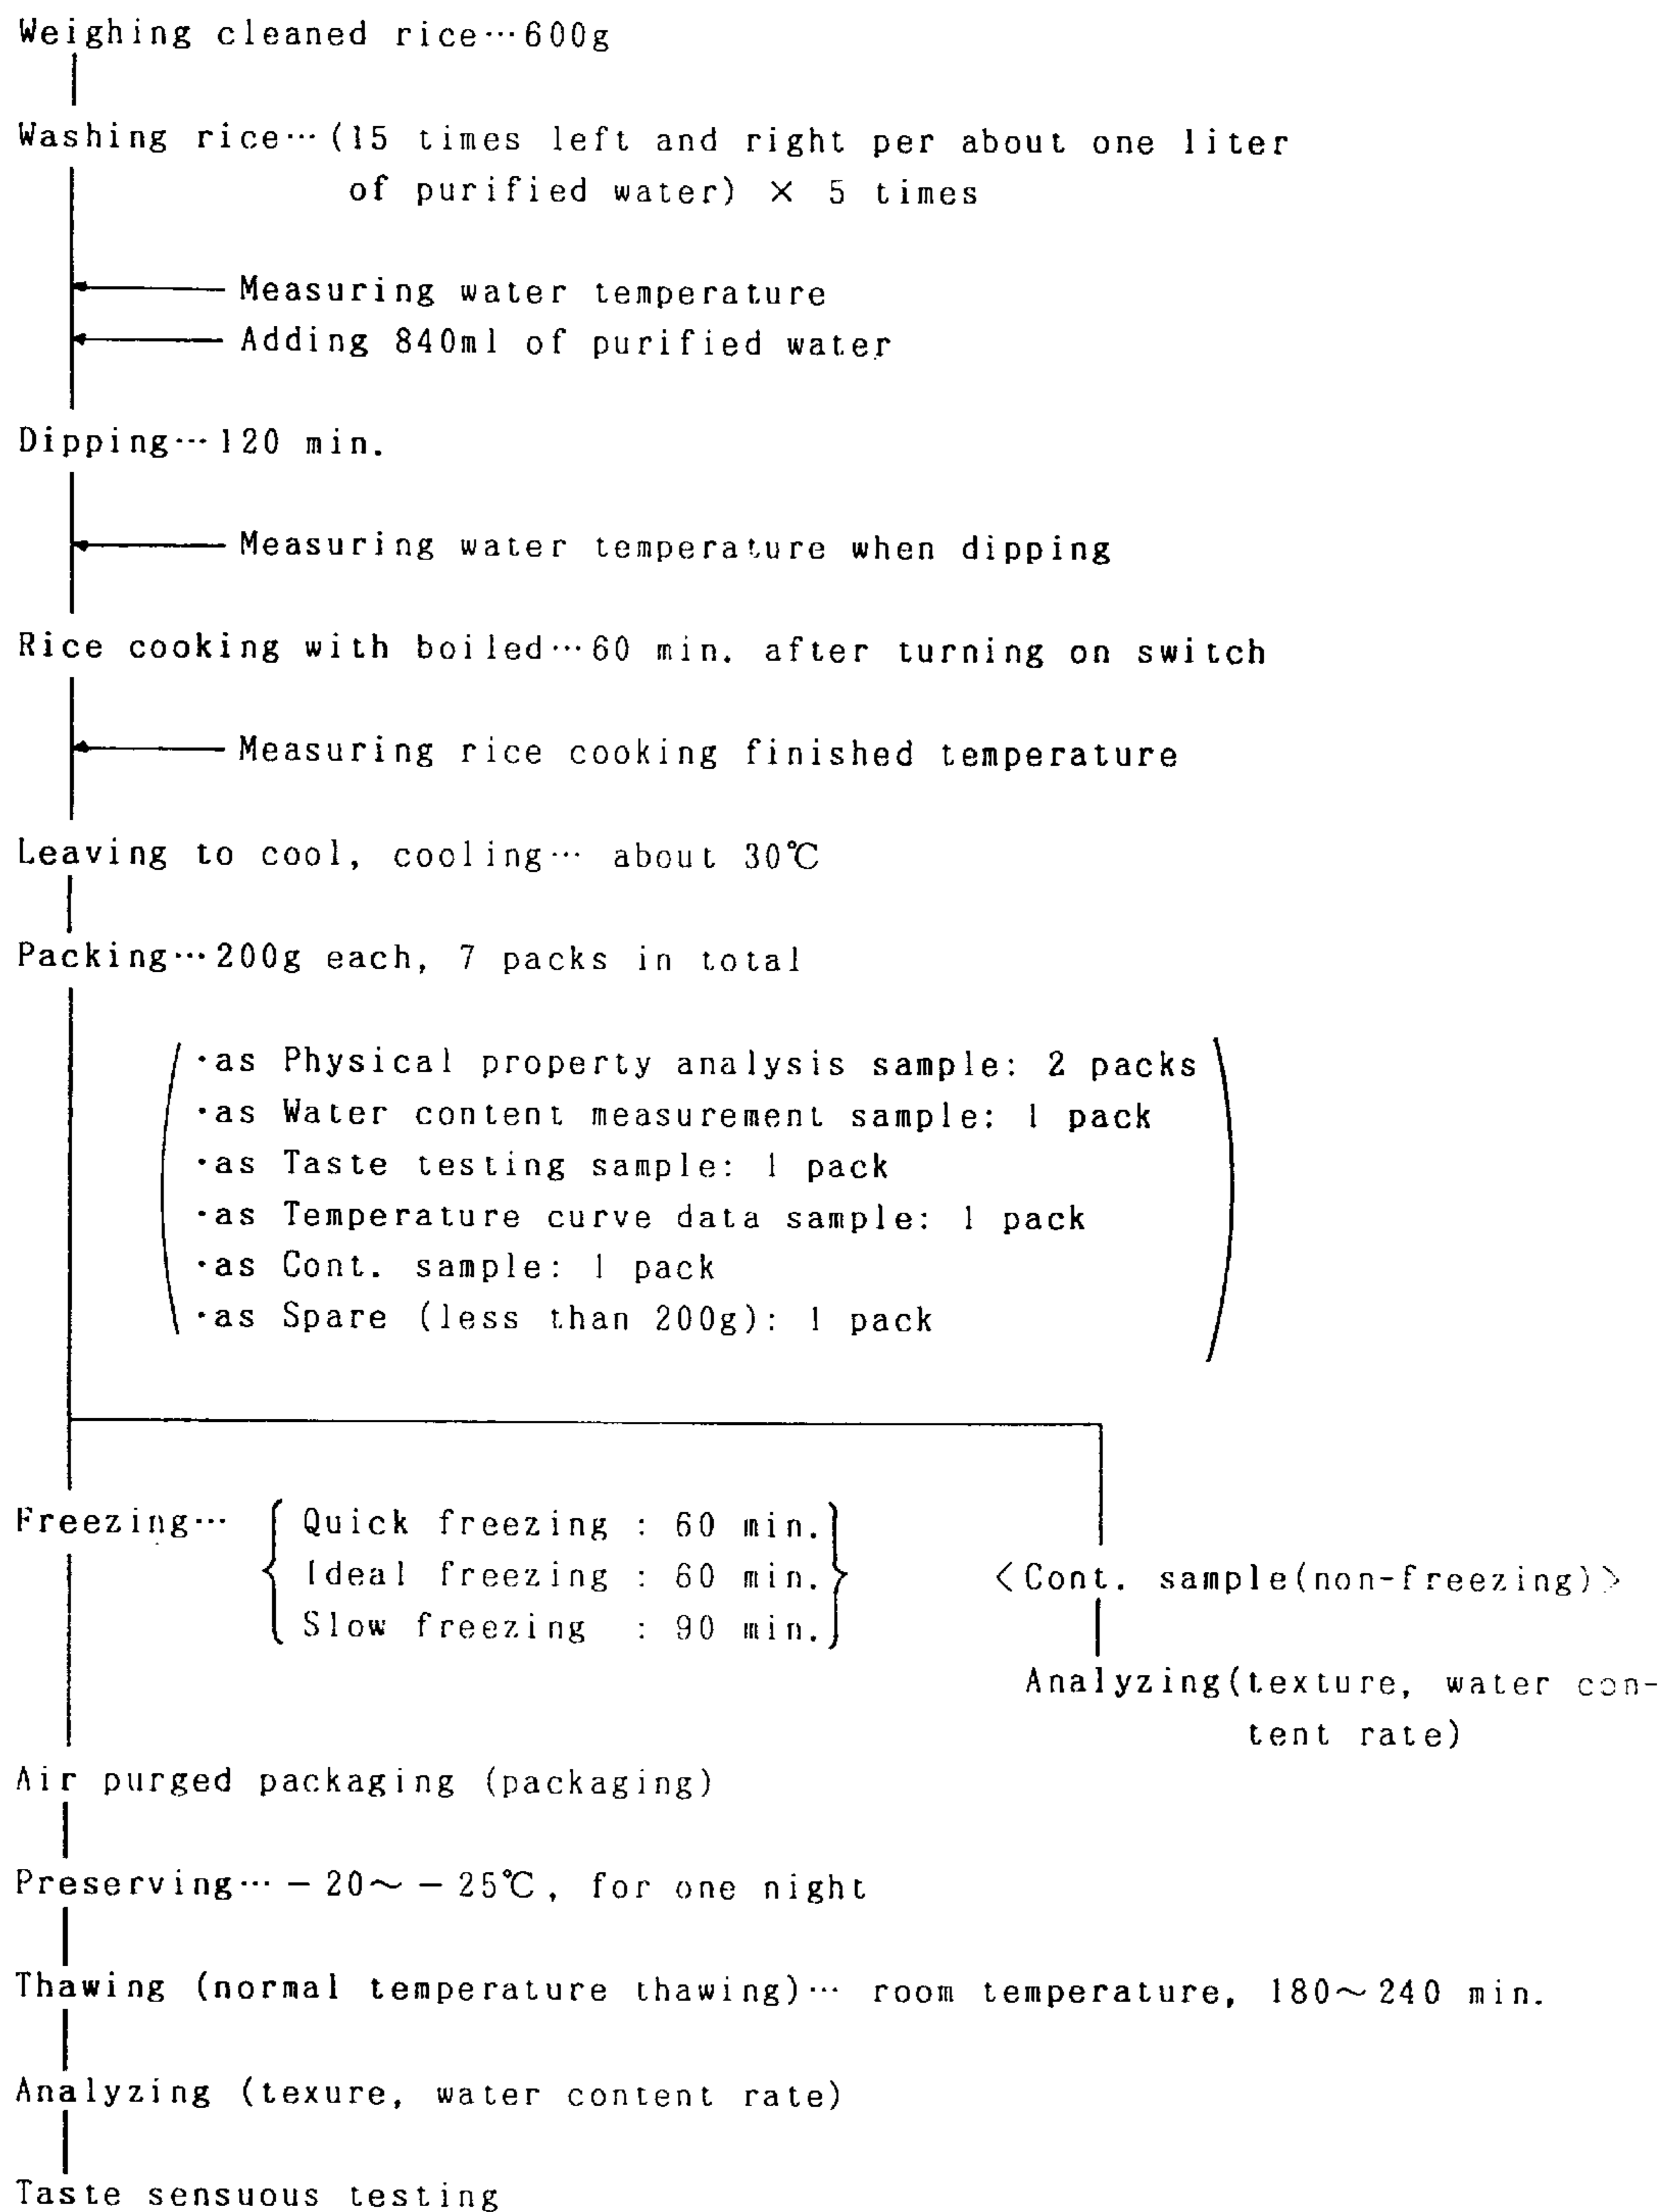 Weighing cleaned rice…600g
Washing rice…(15 times left and right per about one liter
of purified water) × 5 times
Measuring water temperature
Adding 840ml of purified water
Dipping…120 min.
Measuring water temperature when dipping
Rice cooking with boiled…60 min. after turning on switch
Measuring rice cooking finished temperature
Leaving to cool, cooling… about 30℃
Packing…200g each, 7 packs in total
·as Physical property analysis sample: 2 packs
·as Water content measurement sample: 1 pack
·as Taste testing sample: 1 pack
·as Temperature curve data sample: 1 pack
·as Cont. sample: 1 pack
·as Spare (less than 200g): 1 pack
Freezing… Quick freezing : 60 min.
Ideal freezing : 60 min.
Slow freezing : 90 min.
<Cont. sample(non-freezing)>
Analyzing(texture, water con-
tent rate)
Air purged packaging (packaging)
Preserving… −20～−25℃, for one night
Thawing (normal temperature thawing)… room temperature, 180～240 min.
Analyzing (texure, water content rate)
Taste sensuous testing